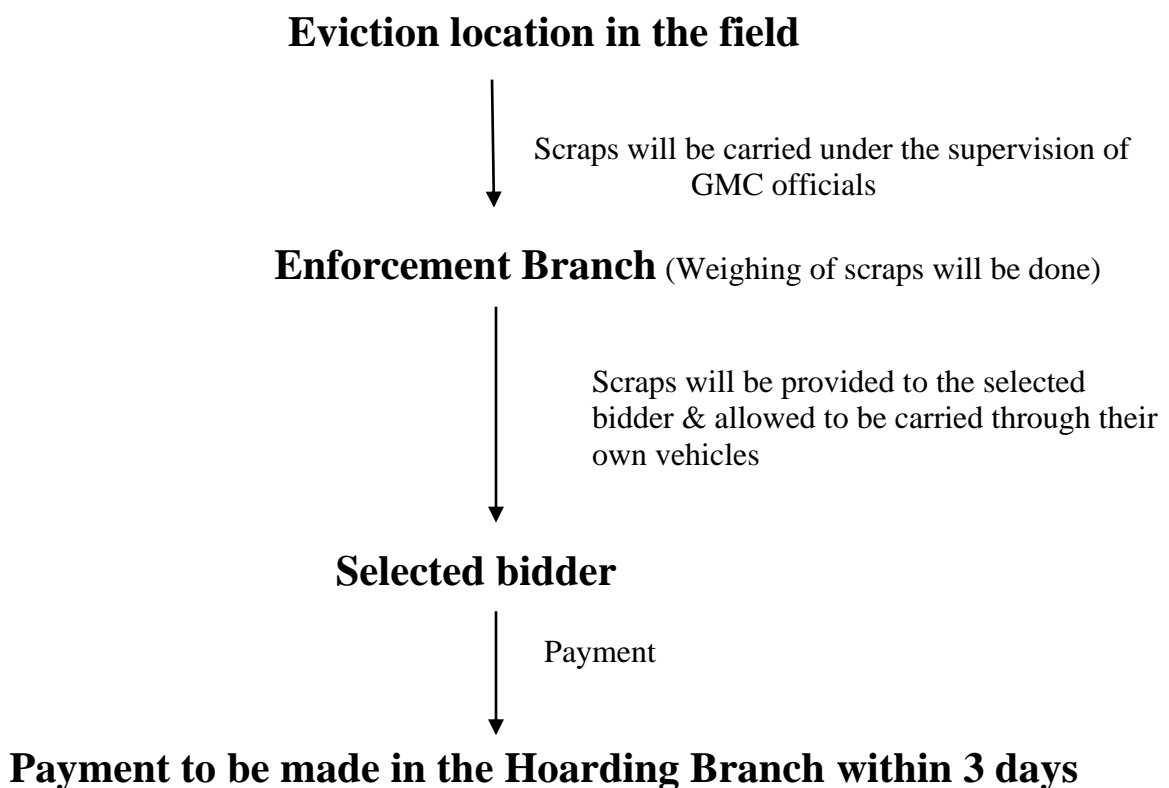 Eviction location in the field
Scraps will be carried under the supervision of
GMC officials
Enforcement Branch (Weighing of scraps will be done)
Scraps will be provided to the selected
bidder & allowed to be carried through their
own vehicles
Selected bidder
Payment
Payment to be made in the Hoarding Branch within 3 days